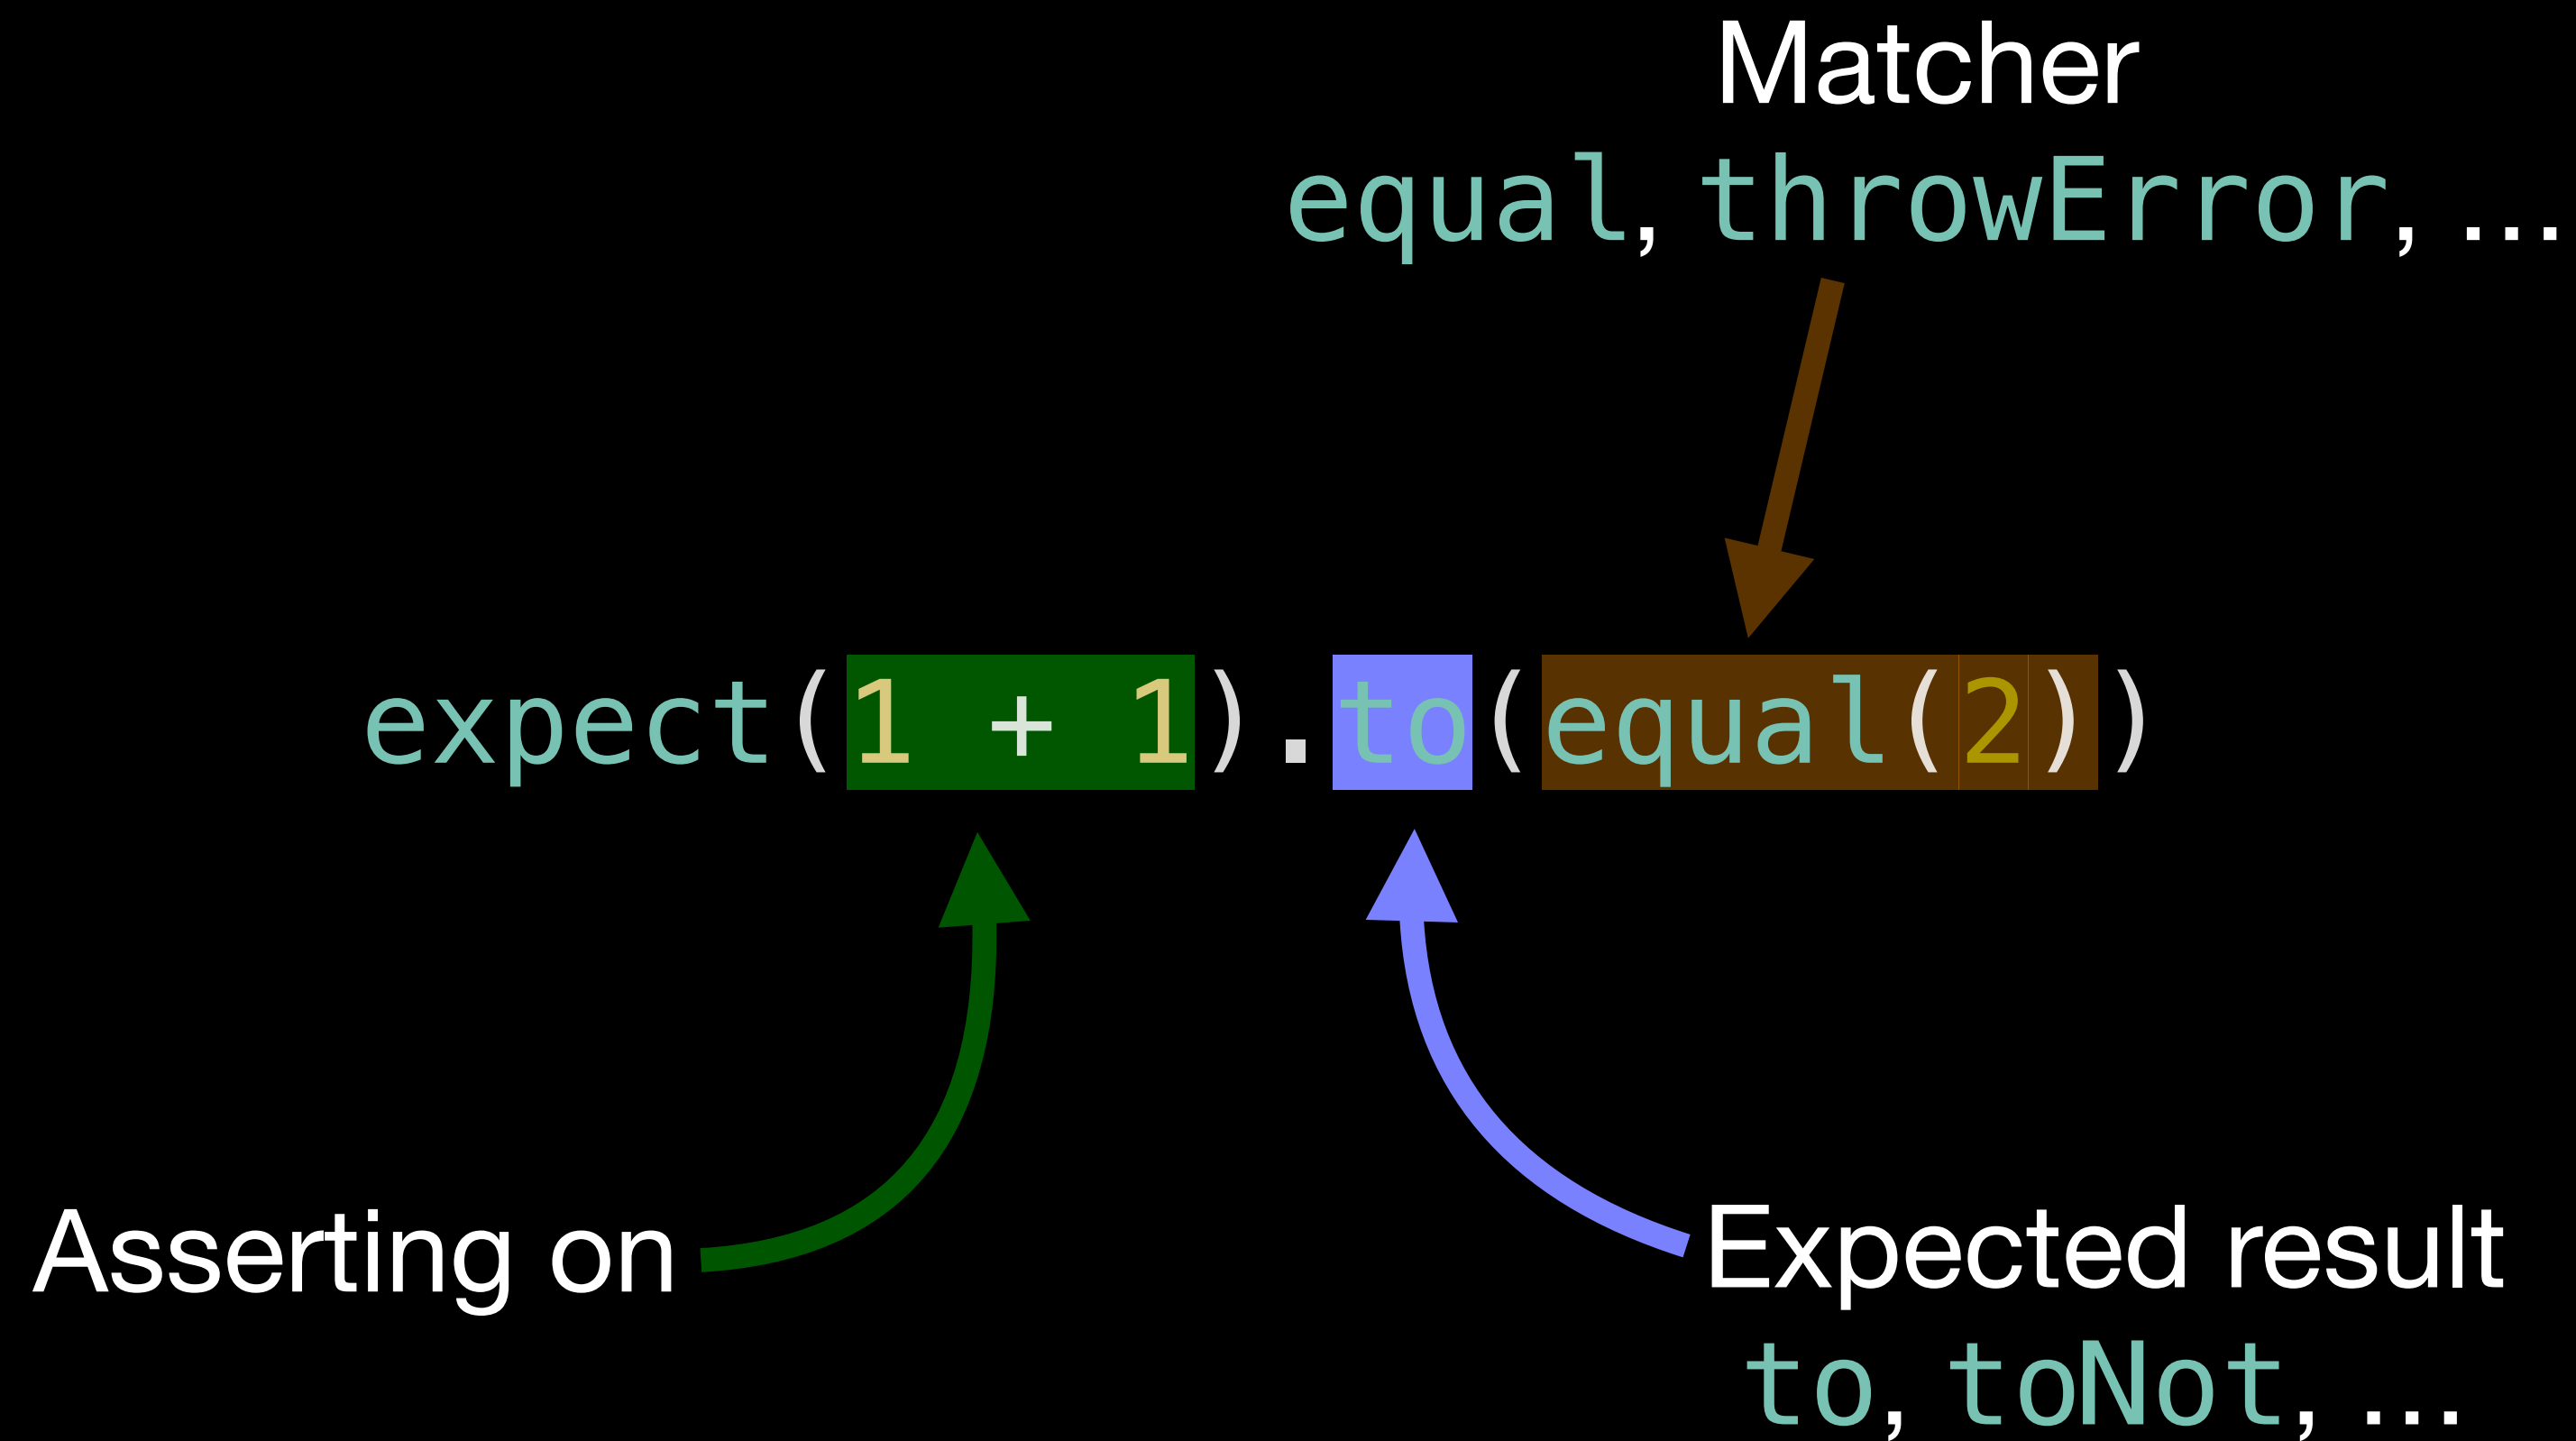 Matcher
equal, throwError, ...
expect(1 + 1).to(equal(2))
Asserting on
Expected result
to, toNot, ...